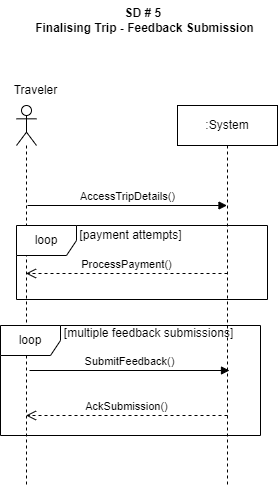 SD # 5
Finalising Trip - Feedback Submission
Traveler
:System
AccessTripDetails()
loop [payment attempts]
ProcessPayment()
loop [multiple feedback submissions]
SubmitFeedback()
AckSubmission()